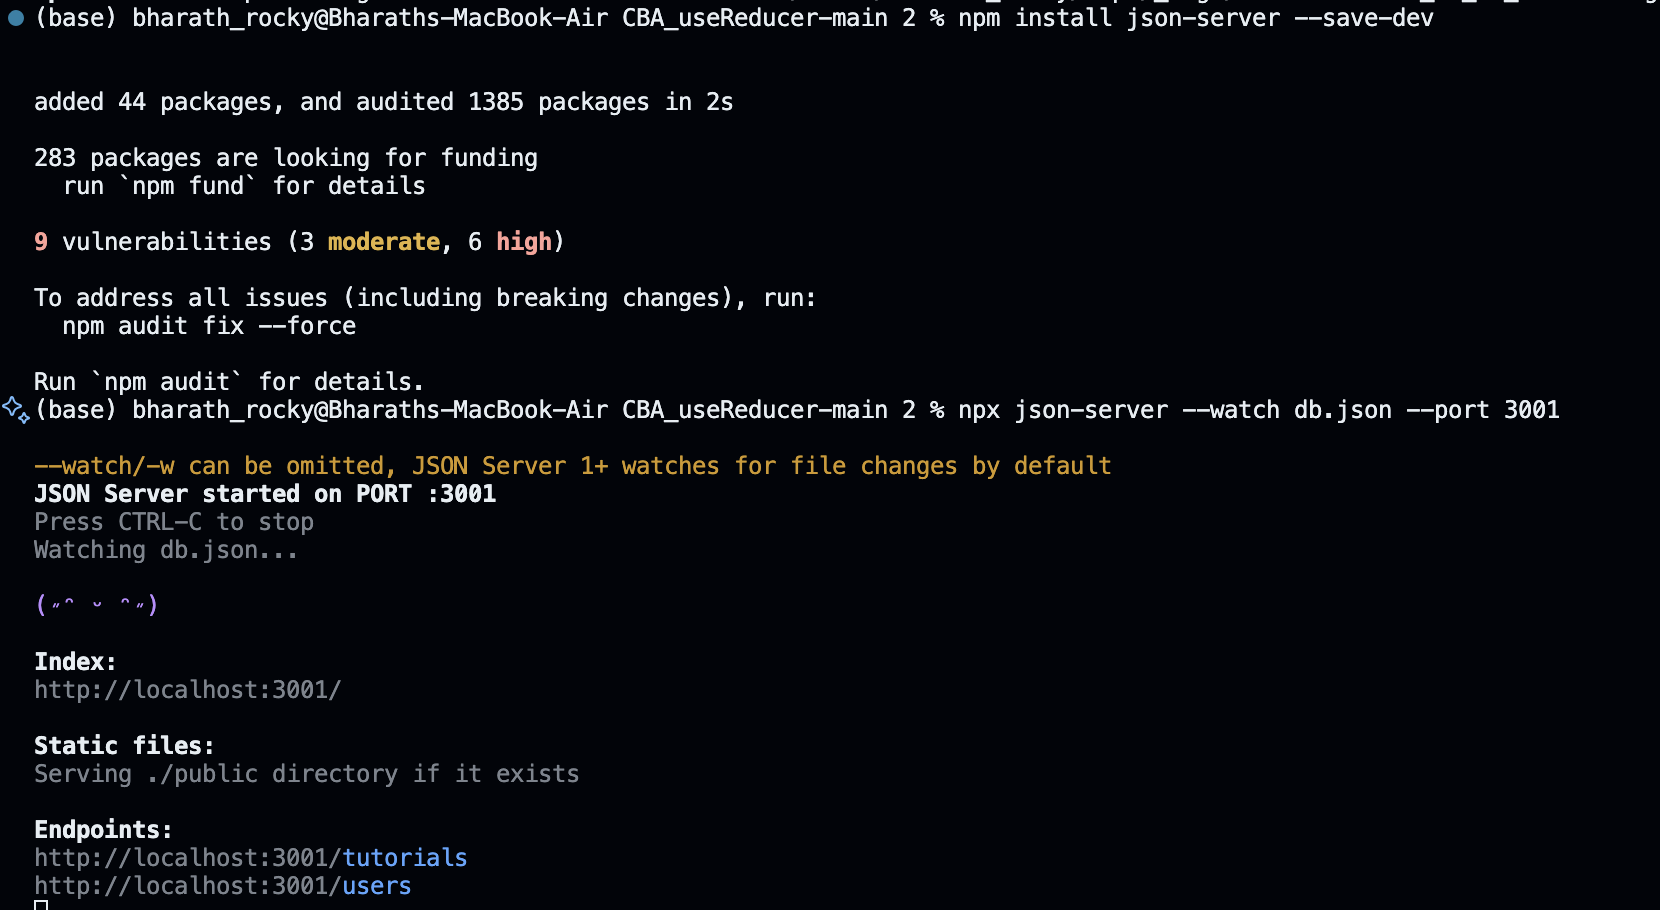 (base) bharath_rocky@Bharaths-MacBook-Air CBA_useReducer-main 2 % npm install json-server --save-dev
added 44 packages, and audited 1385 packages in 2s
283 packages are looking for funding
run `npm fund` for details
9 vulnerabilities (3 moderate, 6 high)
To address all issues (including breaking changes), run:
npm audit fix --force
Run `npm audit` for details.
(base) bharath_rocky@Bharaths-MacBook-Air CBA_useReducer-main 2 % npx json-server --watch db.json --port 3001
--watch/-w can be omitted, JSON Server 1+ watches for file changes by default
JSON Server started on PORT :3001
Press CTRL-C to stop
Watching db.json...
(˶ᵔ ᵕ ᵔ˶)
Index:
http://localhost:3001/
Static files:
Serving ./public directory if it exists
Endpoints:
http://localhost:3001/tutorials
http://localhost:3001/users